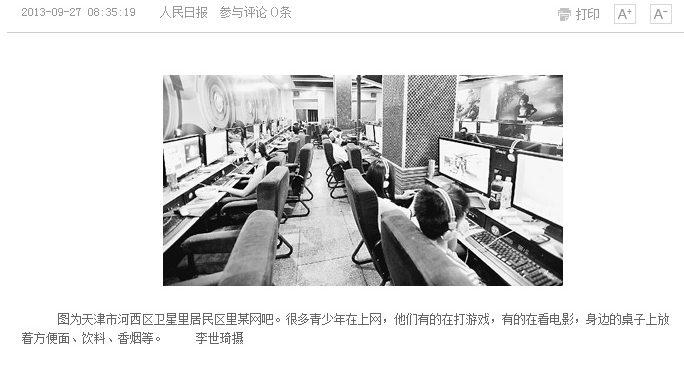 2013-09-27 08:35:19 人民日报 参与评论0条 打印 A+ A-
图为天津市河西区卫星里居民区里某网吧。很多青少年在上网，他们有的在打游戏，有的在看电影，身边的桌子上放
着方便面、饮料、香烟等。 李世琦摄